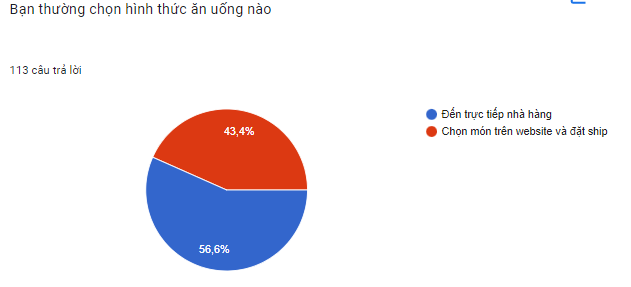 Bạn thường chọn hình thức ăn uống nào
113 câu trả lời
Đến trực tiếp nhà hàng
Chọn món trên website và đặt ship
43,4%
56,6%